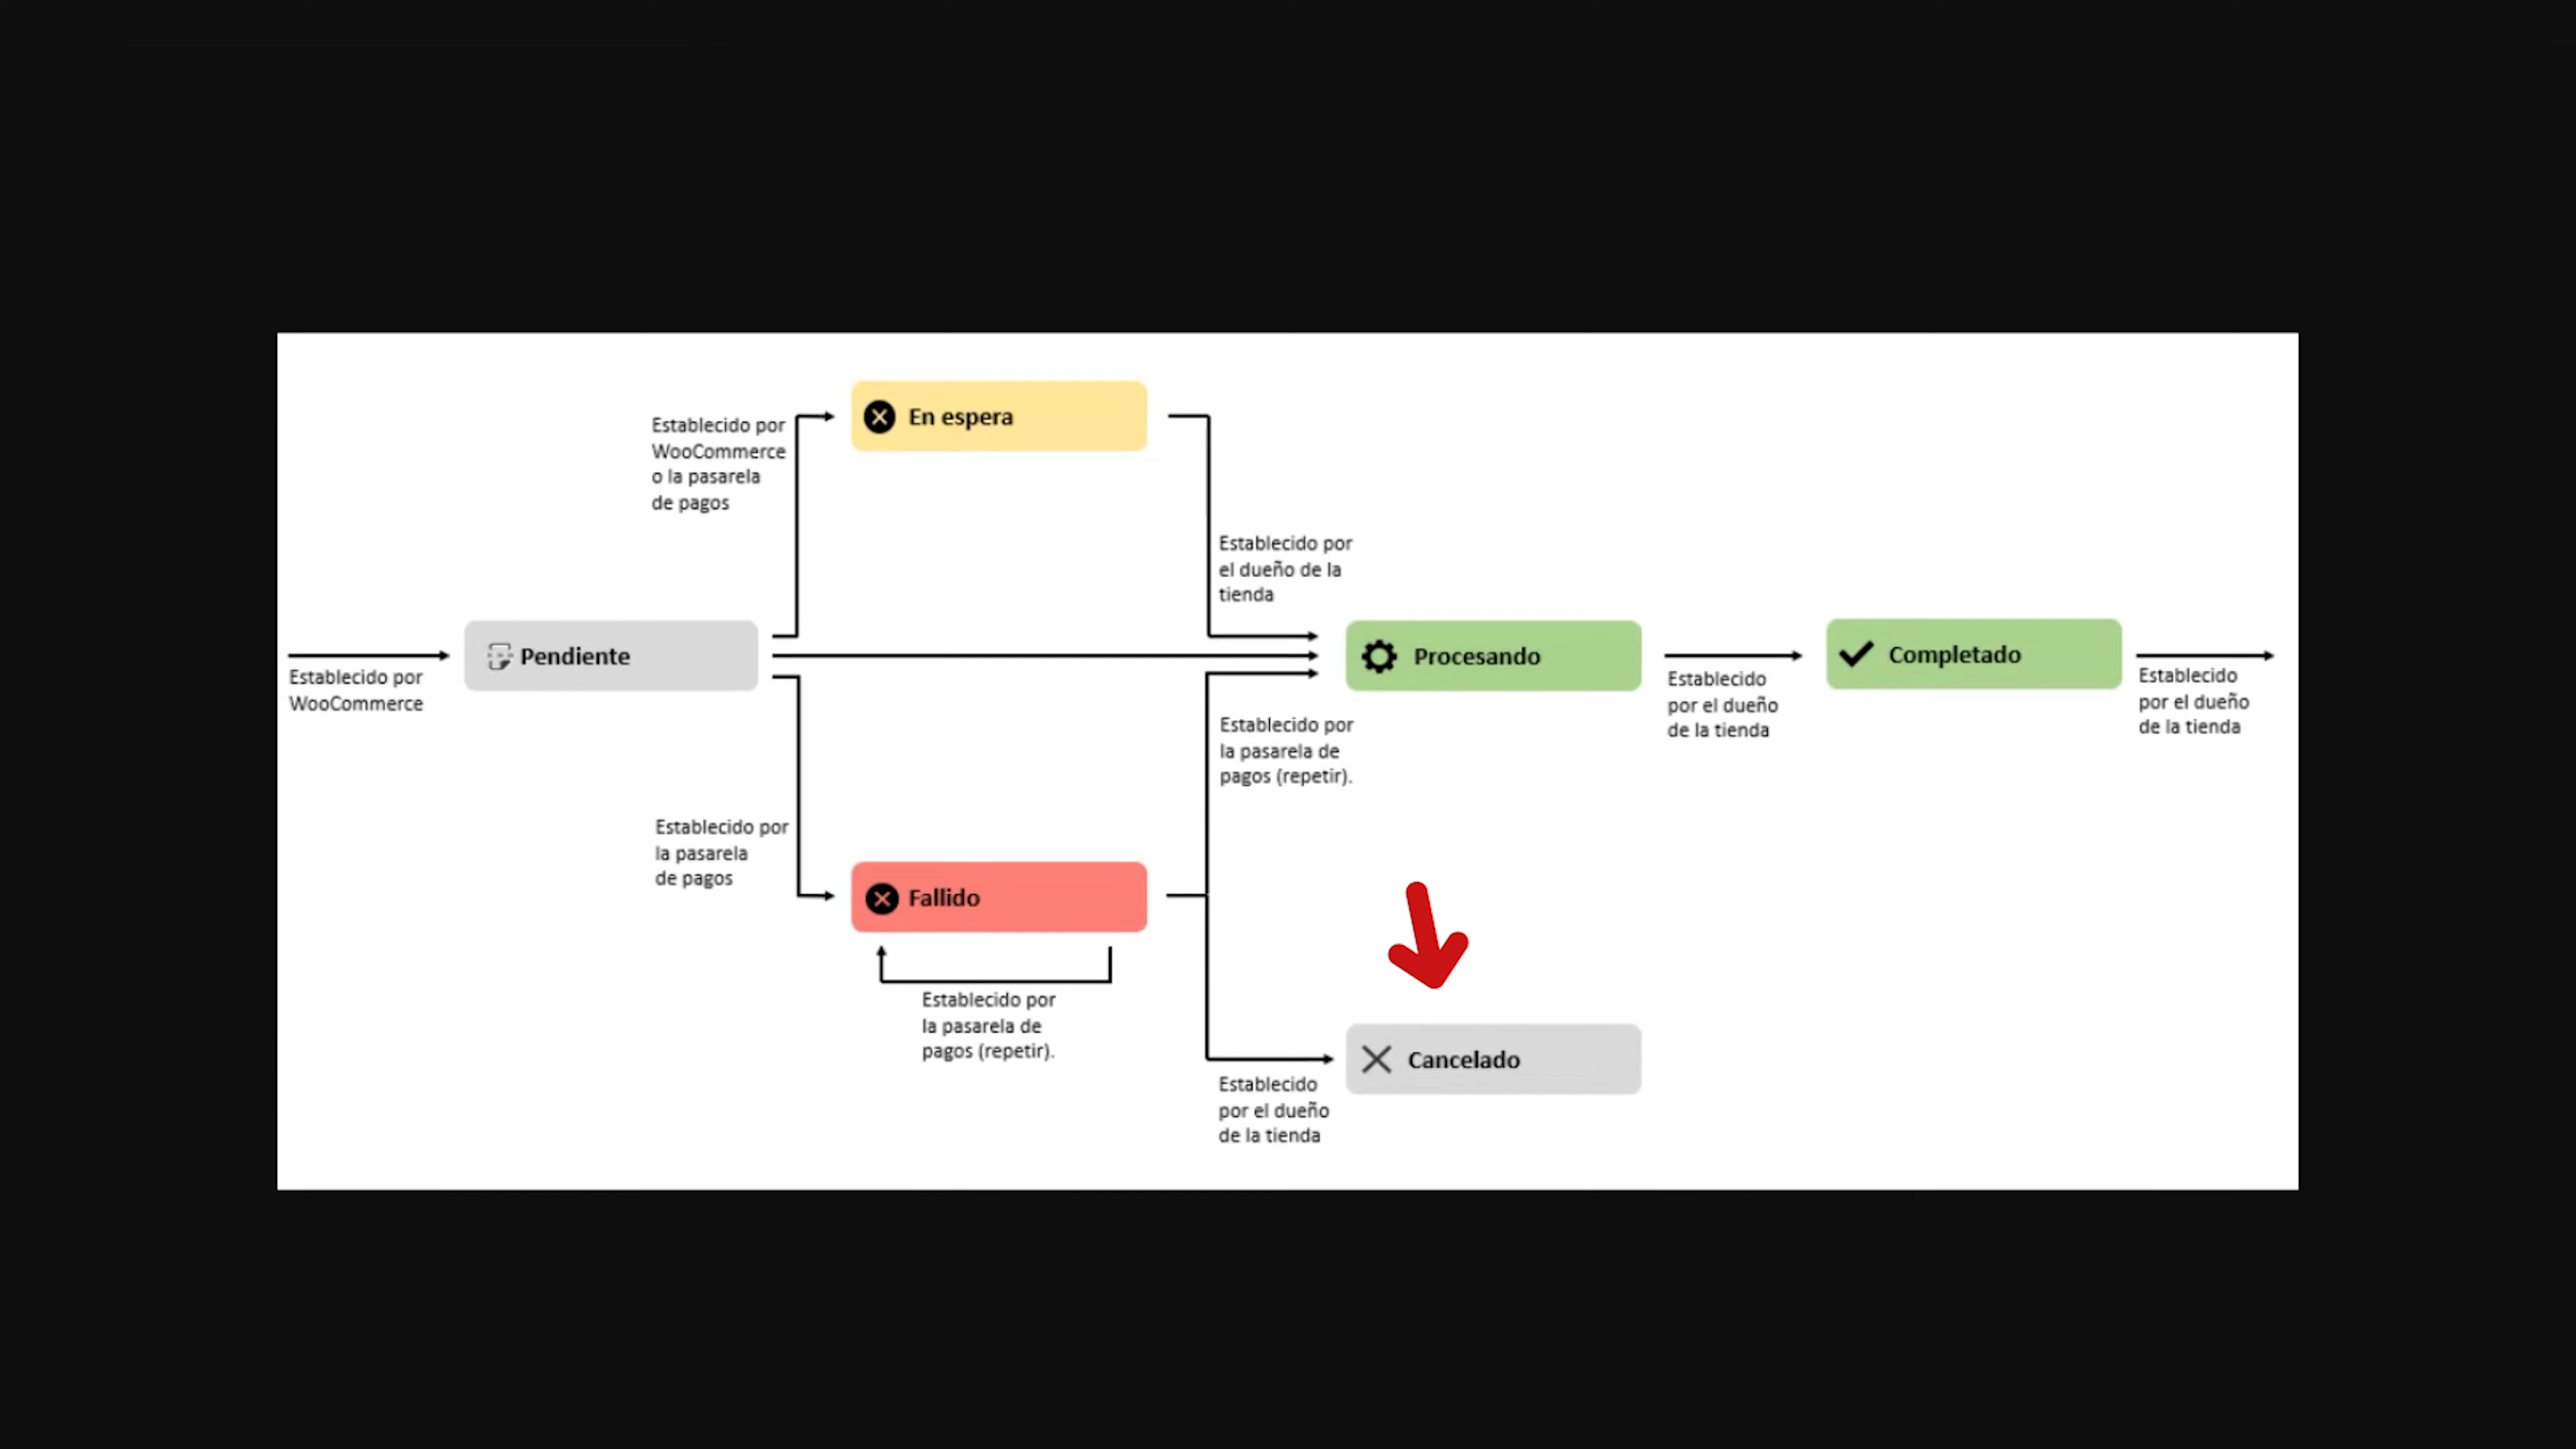 En espera
Establecido por
WooCommerce
o la pasarela
de pagos
Establecido por
el dueño de la
tienda
Pendiente
Procesando
Completado
Establecido por
WooCommerce
Establecido
por el dueño
de la tienda
Establecido
por el dueño
de la tienda
Establecido por
la pasarela de
pagos (repetir).
Establecido por
la pasarela
de pagos
Fallido
Establecido por
la pasarela de
pagos (repetir).
Cancelado
Establecido
por el dueño
de la tienda